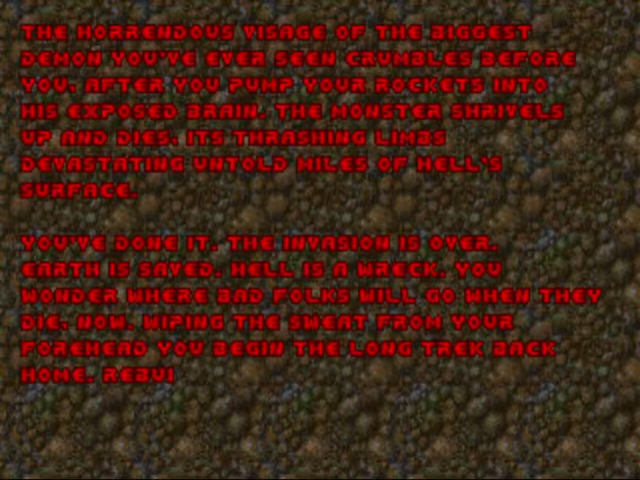 THE HORRENDOUS VISAGE OF THE BIGGEST
DEMON YOU'VE EVER SEEN CRUMBLES BEFORE
YOU, AFTER YOU PUMP YOUR ROCKETS INTO
HIS EXPOSED BRAIN. THE MONSTER SHRIVELS
UP AND DIES, ITS THRASHING LIMBS
DEVASTATING UNTOLD MILES OF HELL'S
SURFACE.

YOU'VE DONE IT. THE INVASION IS OVER.
EARTH IS SAVED. HELL IS A WRECK. YOU
WONDER WHERE BAD FOLKS WILL GO WHEN THEY
DIE, NOW. WIPING THE SWEAT FROM YOUR
FOREHEAD YOU BEGIN THE LONG TREK BACK
HOME. REBUI